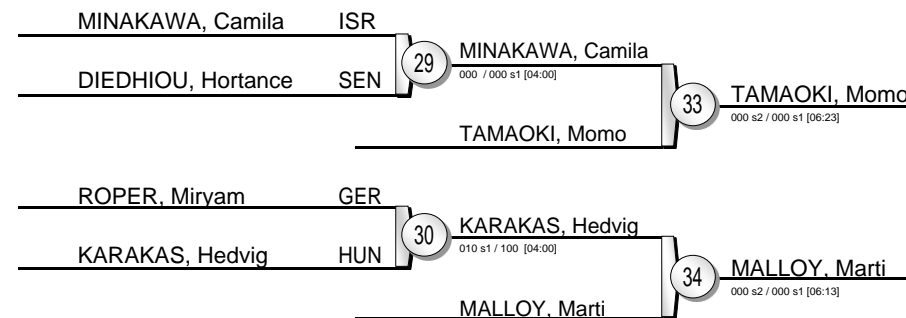 MINAKAWA, Camila ISR
29
MINAKAWA, Camila
000 / 000 s1 [04:00]
DIEDHIOU, Hortance SEN
33
TAMAOKI, Momo
000 s2 / 000 s1 [06:23]
TAMAOKI, Momo
ROPER, Miryam GER
30
KARAKAS, Hedvig
010 s1 / 100 [04:00]
KARAKAS, Hedvig HUN
34
MALLOY, Marti
000 s2 / 000 s1 [06:13]
MALLOY, Marti